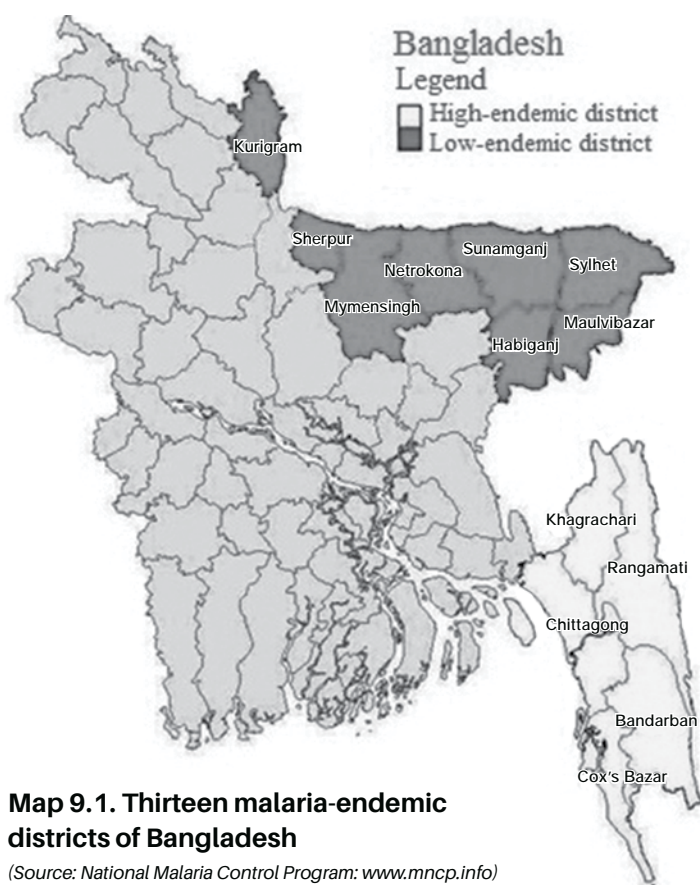 Bangladesh
Legend
High-endemic district
Low-endemic district
Kurigram
Sherpur
Sunamganj
Sylhet
Netrokona
Mymensingh
Maulvibazar
Habiganj
Khagrachari
Rangamati
Chittagong
Bandarban
Cox's Bazar
Map 9.1. Thirteen malaria-endemic
districts of Bangladesh
(Source: National Malaria Control Program: www.mncp.info)